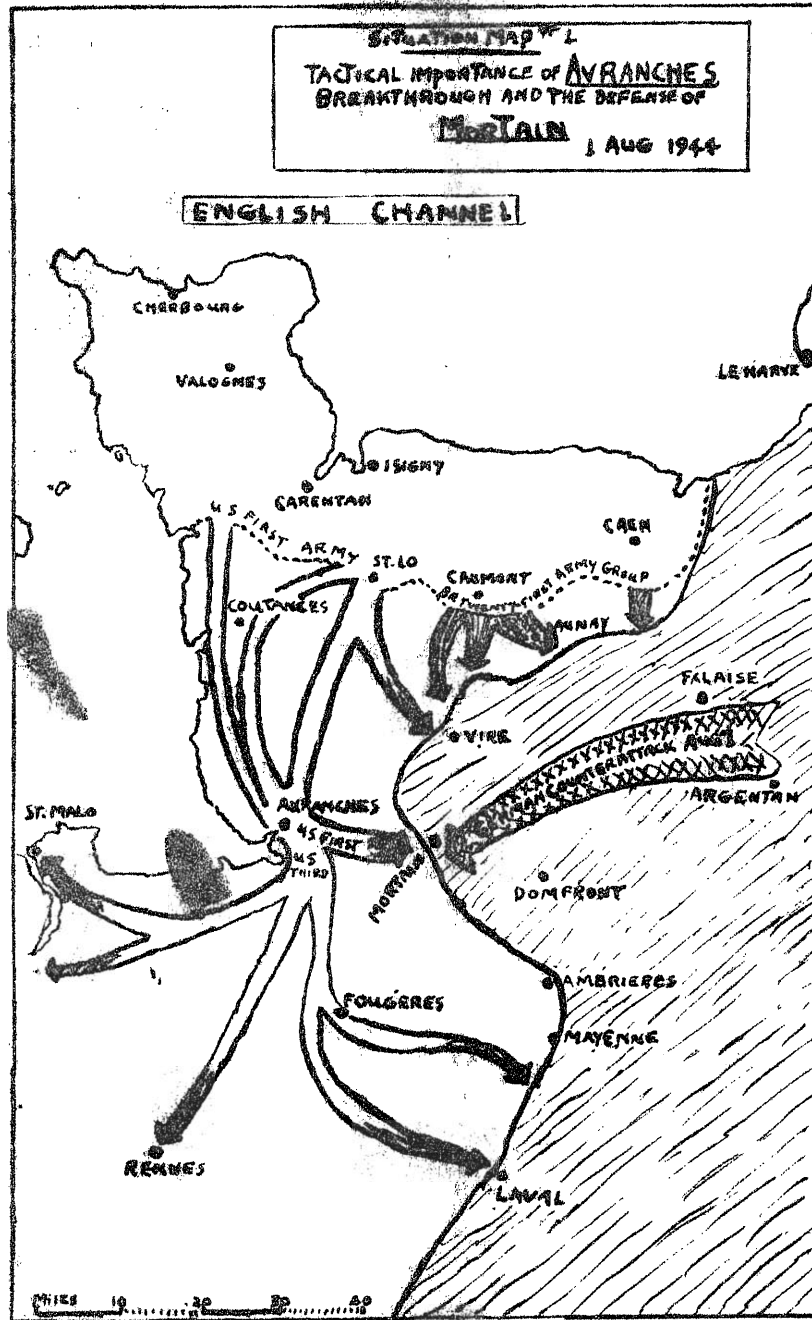 SITUATION MAP # 1
TACTICAL IMPORTANCE OF AVRANCHES
BREAKTHROUGH AND THE DEFENSE OF
MORTAIN
1 AUG 1944
ENGLISH CHANNEL
CHERBOURG
VALOGNES
LE HARVE
ISIGNY
CARENTAN
US FIRST ARMY
CAEN
ST. LO
CAUMONT
BR TWENTY-FIRST ARMY GROUP
COUTANCES
AUNAY
FALAISE
VIRE
GERMAN COUNTERATTACK AUG
ARGENTAN
AVRANCHES
ST. MALO
US FIRST
US
THIRD
MORTAIN
DOMFRONT
AMBRIERES
FOUGERES
MAYENNE
RENNES
LAVAL
MILES 10 20 30 40